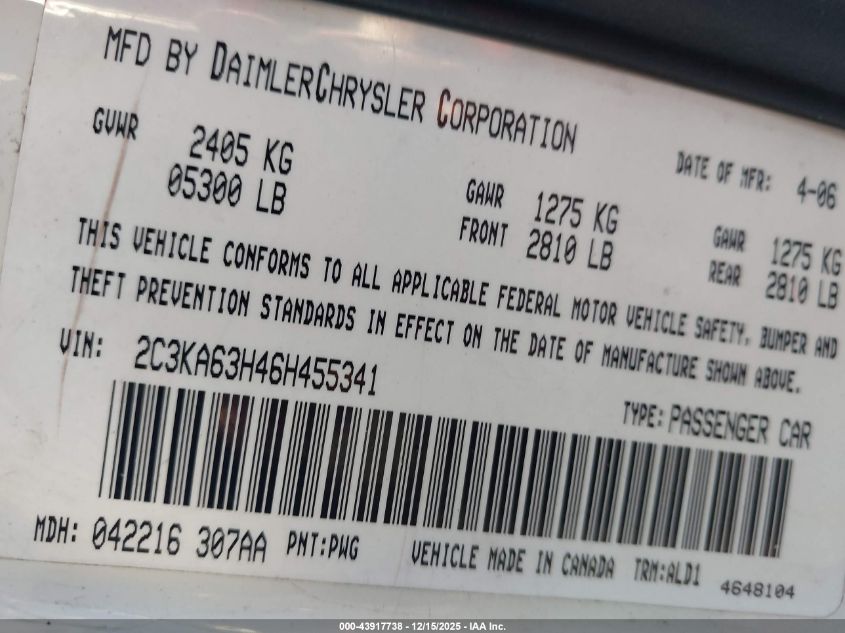 MFD BY DAIMLERCHRYSLER CORPORATION
DATE OF MFR: 4-06
GVWR 2405 KG
05300 LB
GAWR FRONT 1275 KG
2810 LB
GAWR REAR 1275 KG
2810 LB
THIS VEHICLE CONFORMS TO ALL APPLICABLE FEDERAL MOTOR VEHICLE SAFETY, BUMPER AND
THEFT PREVENTION STANDARDS IN EFFECT ON THE DATE OF MANUFACTURE SHOWN ABOVE.
VIN: 2C3KA63H46H455341
TYPE: PASSENGER CAR
MDH: 042216 307AA PNT:PWG VEHICLE MADE IN CANADA TRM:ALD1 4648104
000-43917738 - 12/15/2025 - IAA Inc.